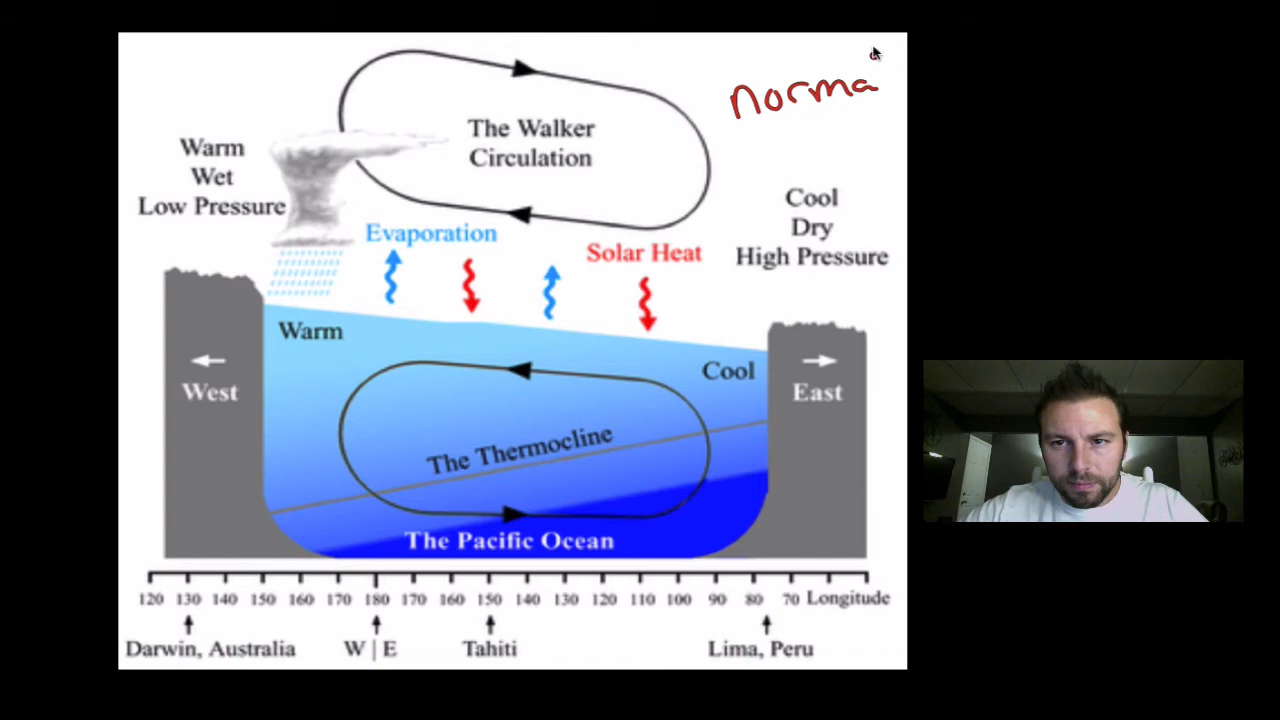 norma
The Walker
Circulation
Warm
Wet
Low Pressure
Cool
Dry
High Pressure
Evaporation
Solar Heat
Warm
Cool
West
East
The Thermocline
The Pacific Ocean
120 130 140 150 160 170 180 170 160 150 140 130 120 110 100 90 80 70 Longitude
Darwin, Australia W | E Tahiti Lima, Peru